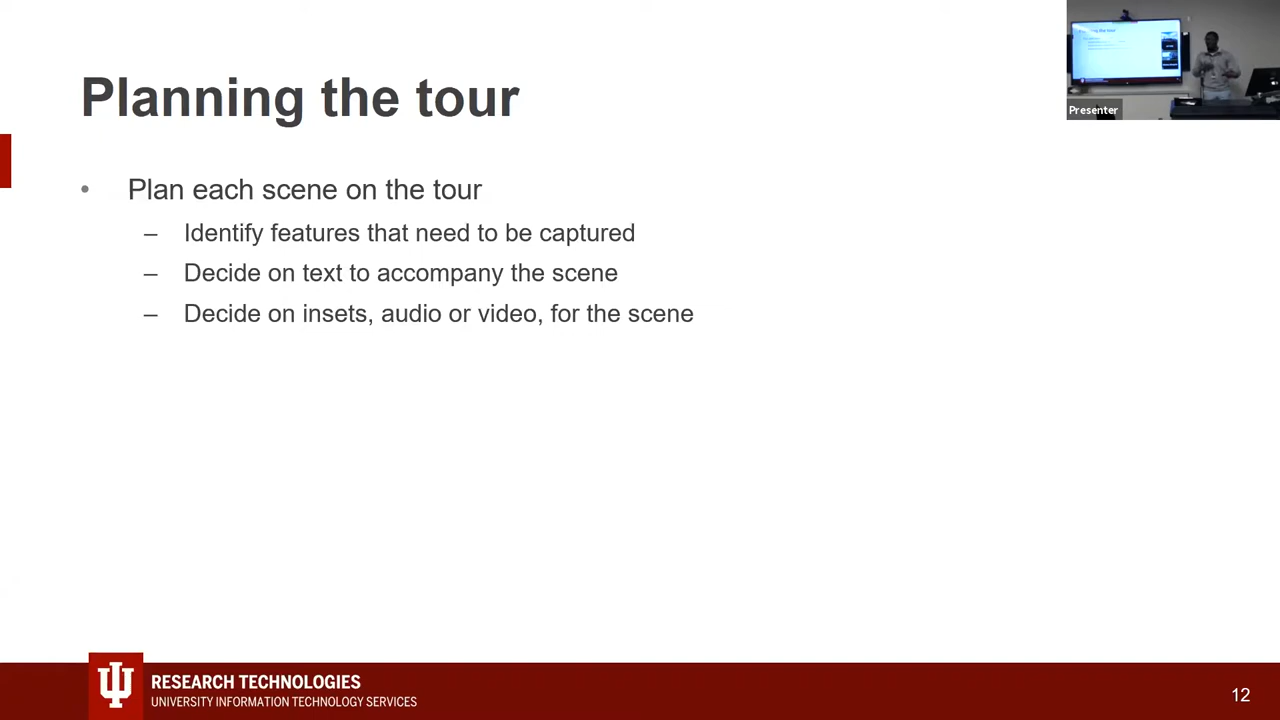 Planning the tour
Presenter
• Plan each scene on the tour
– Identify features that need to be captured
– Decide on text to accompany the scene
– Decide on insets, audio or video, for the scene
RESEARCH TECHNOLOGIES
UNIVERSITY INFORMATION TECHNOLOGY SERVICES
12